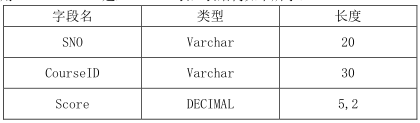 字段名 类型 长度
SNO Varchar 20
CourseID Varchar 30
Score DECIMAL 5,2